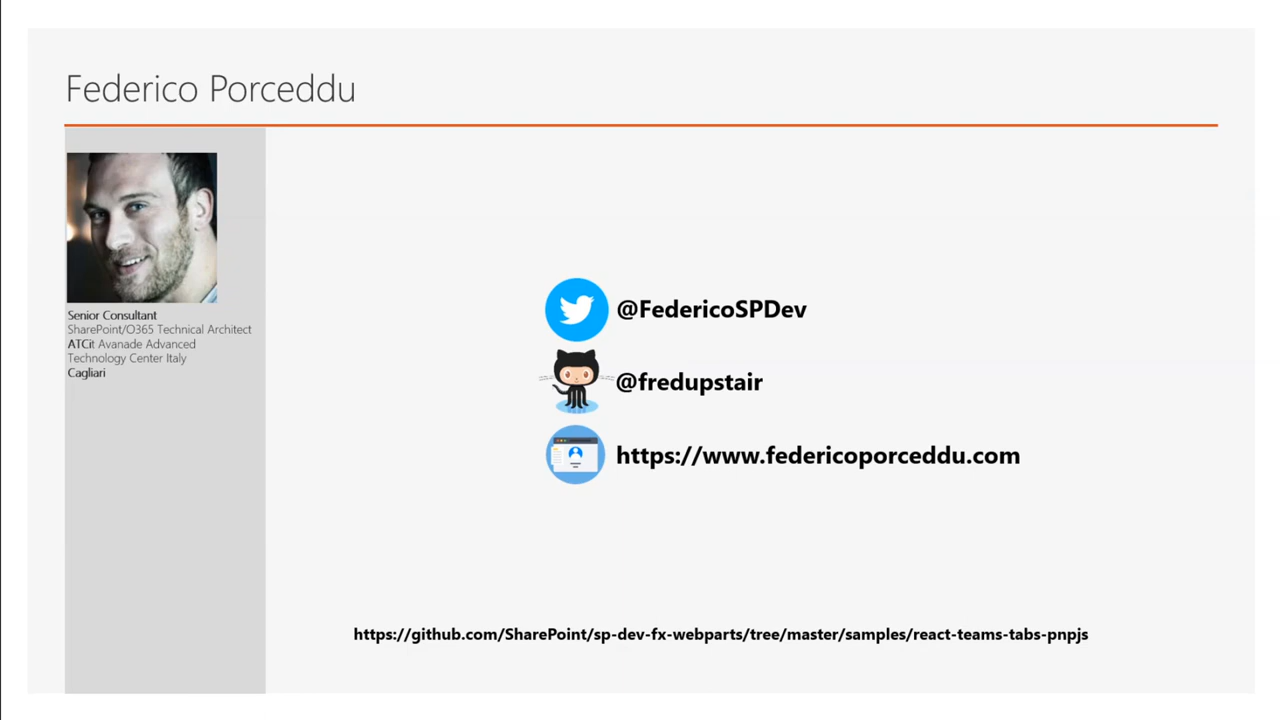 Federico Porceddu
Senior Consultant
SharePoint/O365 Technical Architect
ATCit Avanade Advanced
Technology Center Italy
Cagliari
@FedericoSPDev
@fredupstair
https://www.federicoporceddu.com
https://github.com/SharePoint/sp-dev-fx-webparts/tree/master/samples/react-teams-tabs-pnpjs